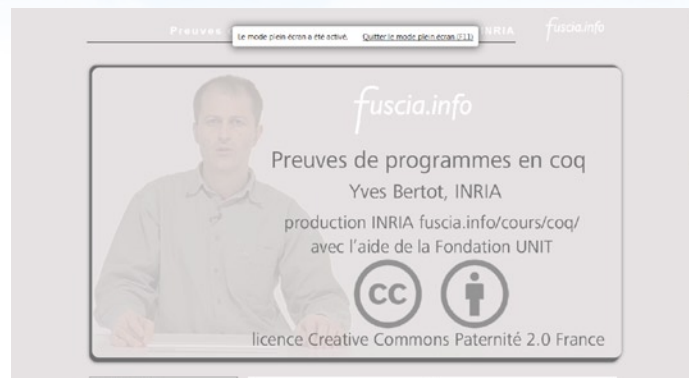 Preuves
Le mode plein écran a été activé. Quitter le mode plein écran (F11)
INRIA
fuscia.info
fuscia.info
Preuves de programmes en coq
Yves Bertot, INRIA
production INRIA fuscia.info/cours/coq/
avec l'aide de la Fondation UNIT
cc
licence Creative Commons Paternité 2.0 France